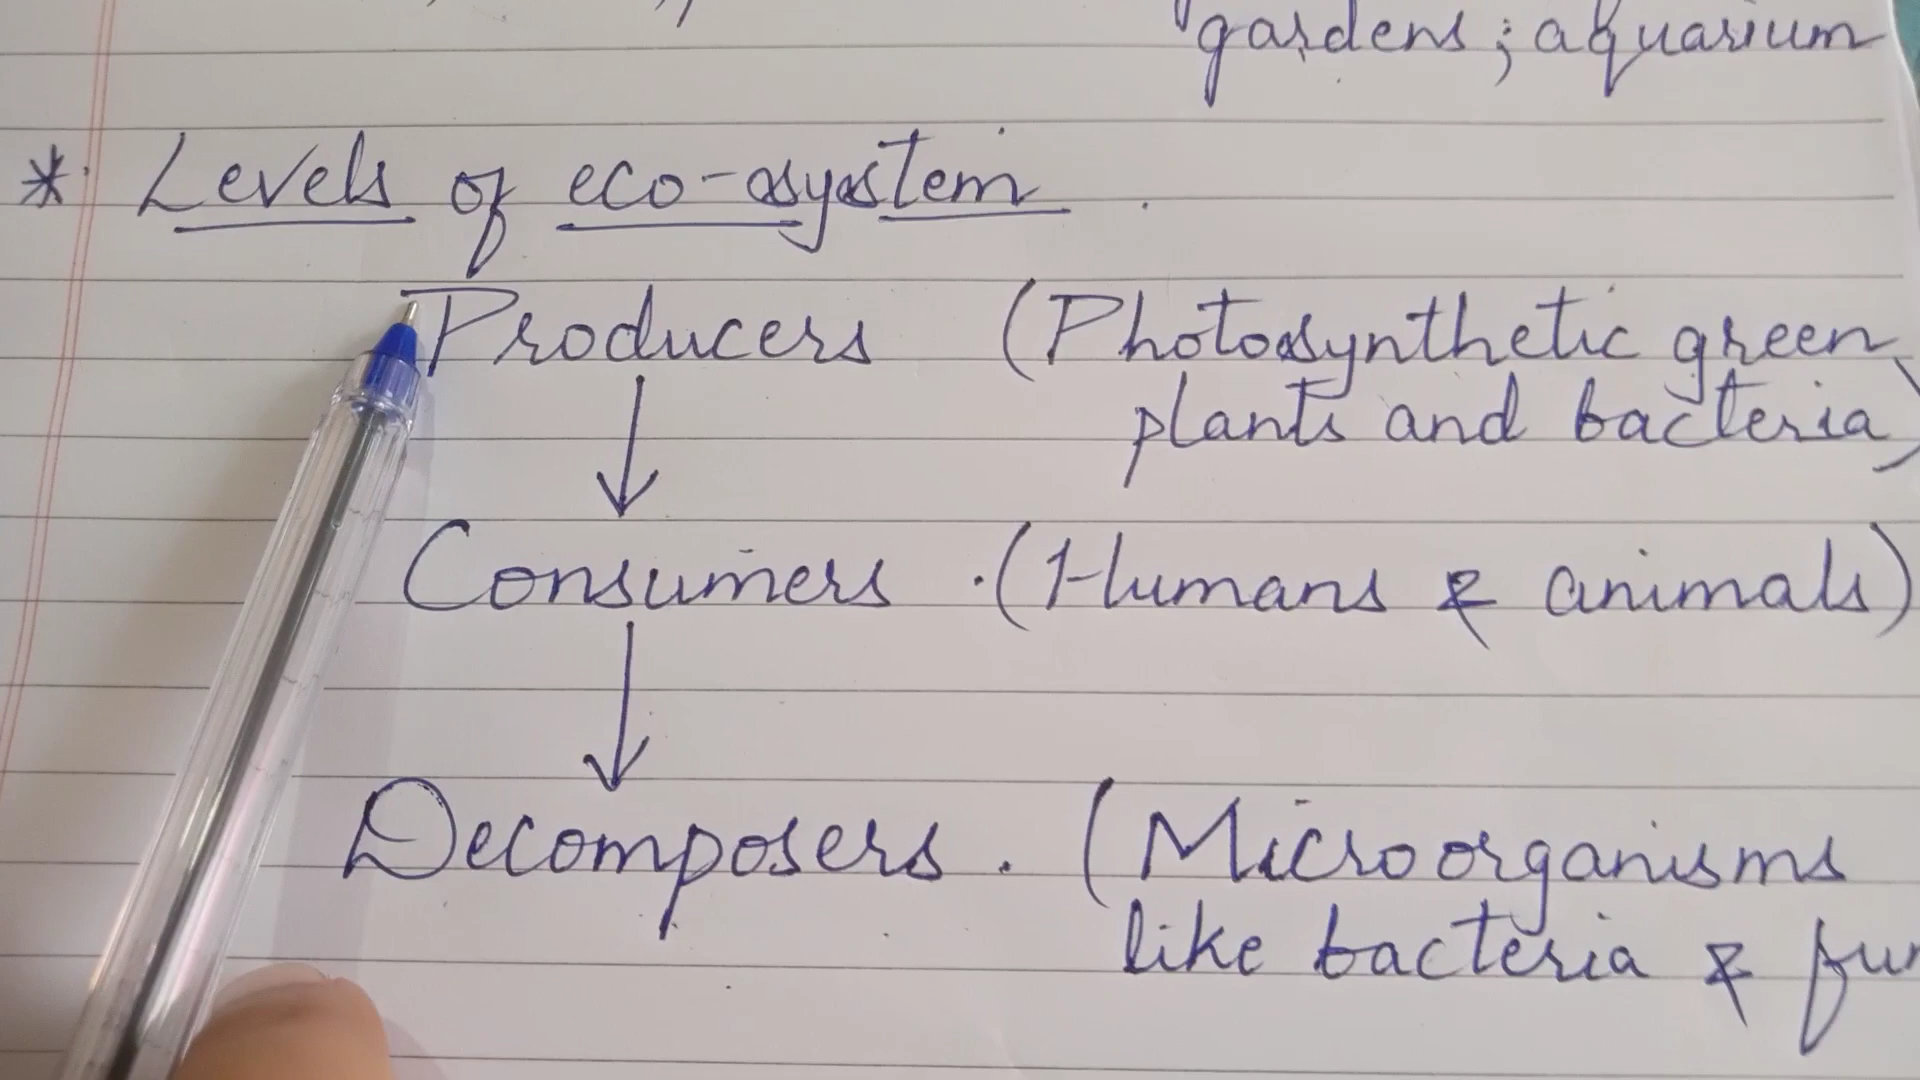 gardens; aquarium
* Levels of eco-system
Producers (Photosynthetic green
plants and bacteria)
Consumers (Humans & animals)
Decomposers. (Microorganisms
like bacteria &